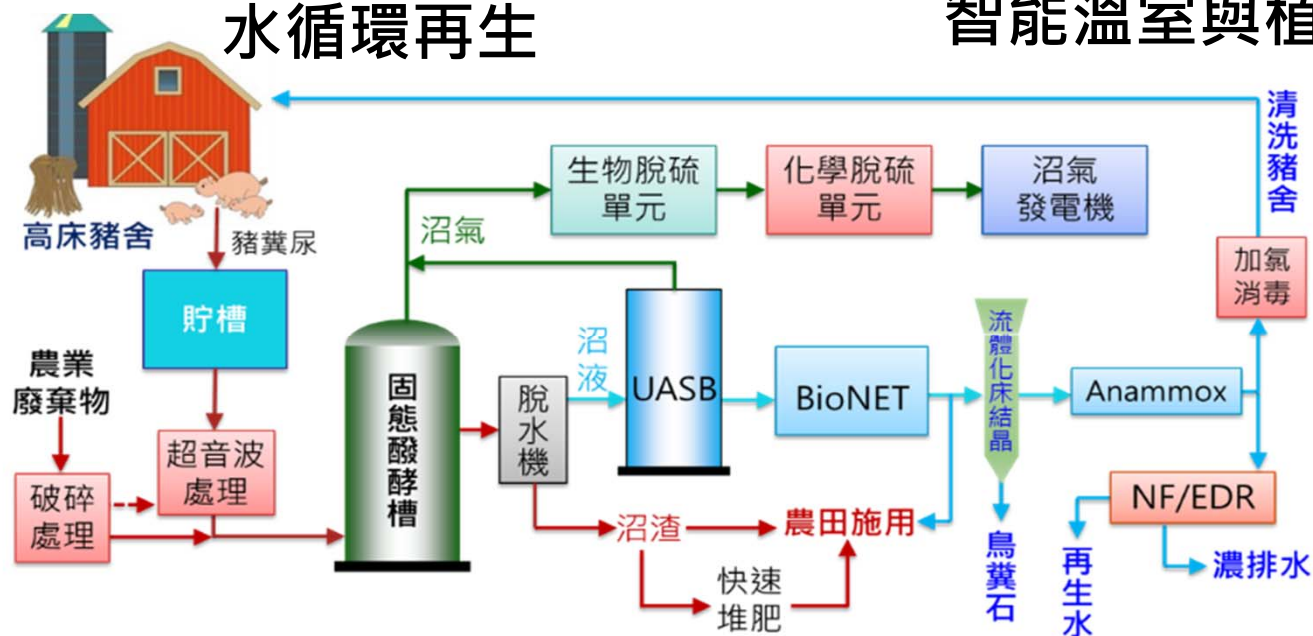 水循環再生
智能溫室與植
清洗豬舍
生物脫硫
單元
化學脫硫
單元
沼氣
發電機
沼氣
高床豬舍
豬糞尿
加氯
消毒
貯槽
流體化床結晶
沼
液
農業
廢棄物
固態醱酵槽
脫水機
UASB
BioNET
Anammox
超音波
處理
破碎
處理
NF/EDR
沼渣
農田施用
鳥糞石
再生水
濃排水
快速
堆肥